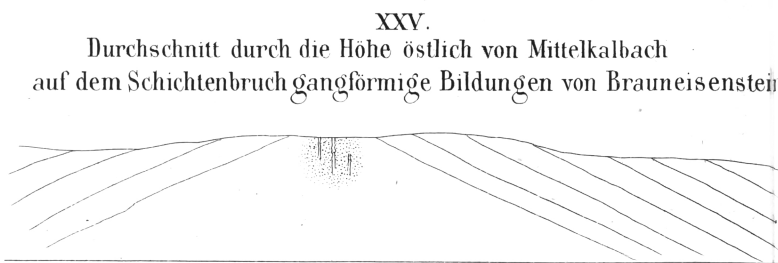 XXV.
Durchschnitt durch die Höhe östlich von Mittelkalbach
auf dem Schichtenbruch gangförmige Bildungen von Brauneisenstein